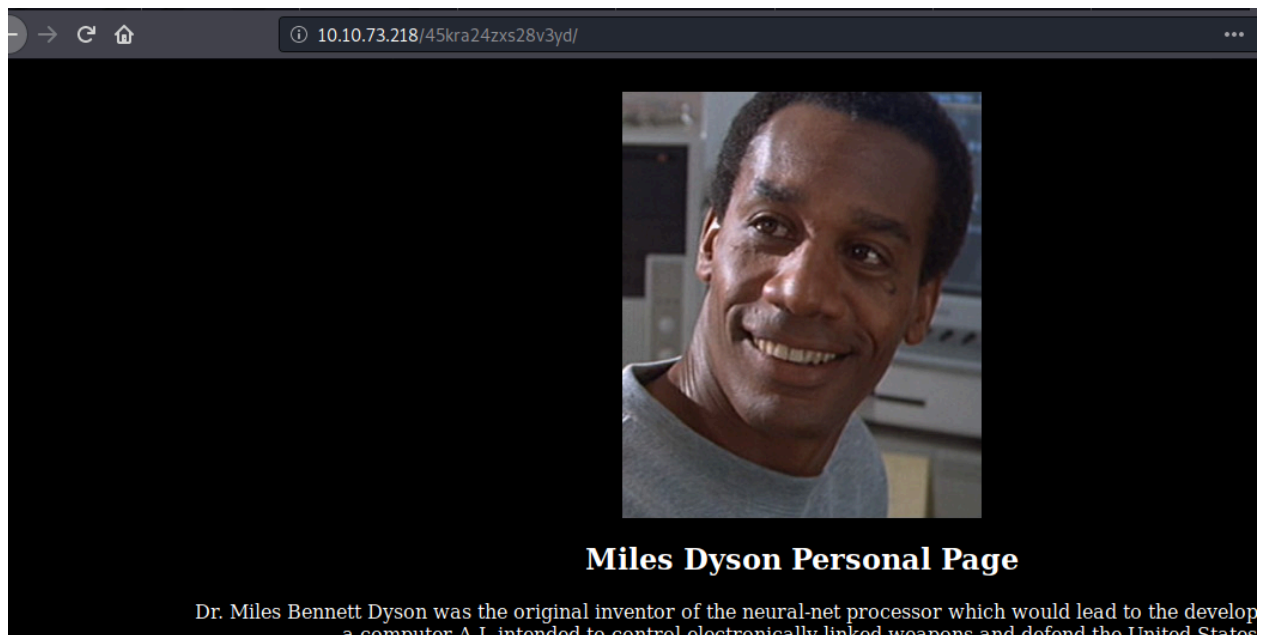 10.10.73.218/45kra24zxs28v3yd/
Miles Dyson Personal Page
Dr. Miles Bennett Dyson was the original inventor of the neural-net processor which would lead to the develop
a computer A.I. intended to control electronically linked weapons and defend the United States